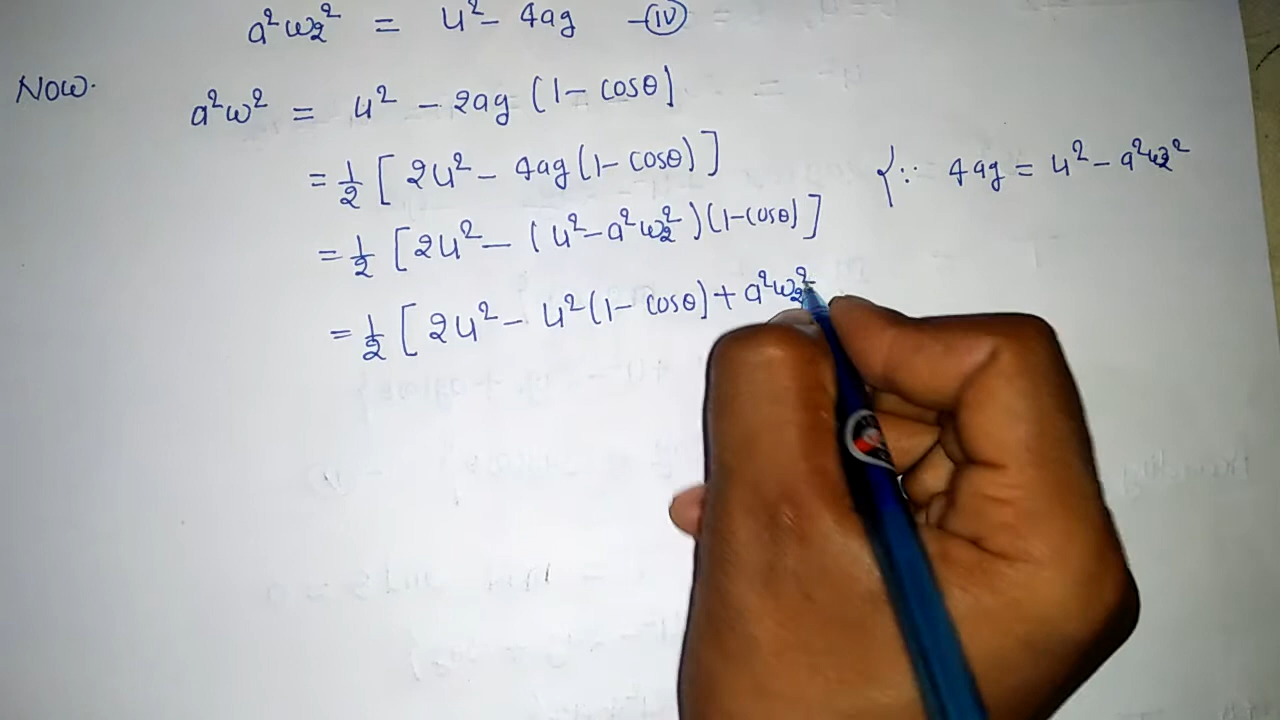 a²ω₂² = u² - 4ag —(IV)
Now.
a²ω² = u² - 2ag (1 - cosθ)
= 1/2 [2u² - 4ag(1 - cosθ)] {∵ 4ag = u² - a²ω₂²
= 1/2 [2u² - (u² - a²ω₂²)(1 - cosθ)]
= 1/2 [2u² - u²(1 - cosθ) + a²ω₂²